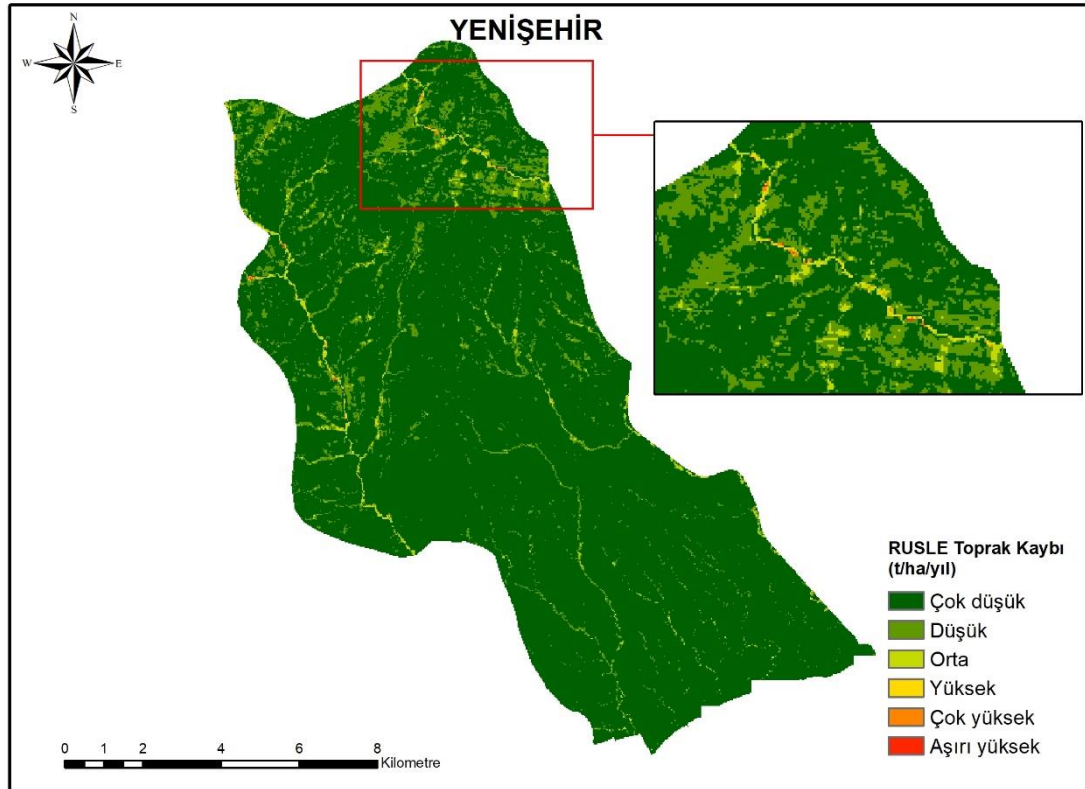 YENİŞEHİR
N
W E
S
RUSLE Toprak Kaybı
(t/ha/yıl)
Çok düşük
Düşük
Orta
Yüksek
Çok yüksek
Aşırı yüksek
0 1 2 4 6 8
Kilometre